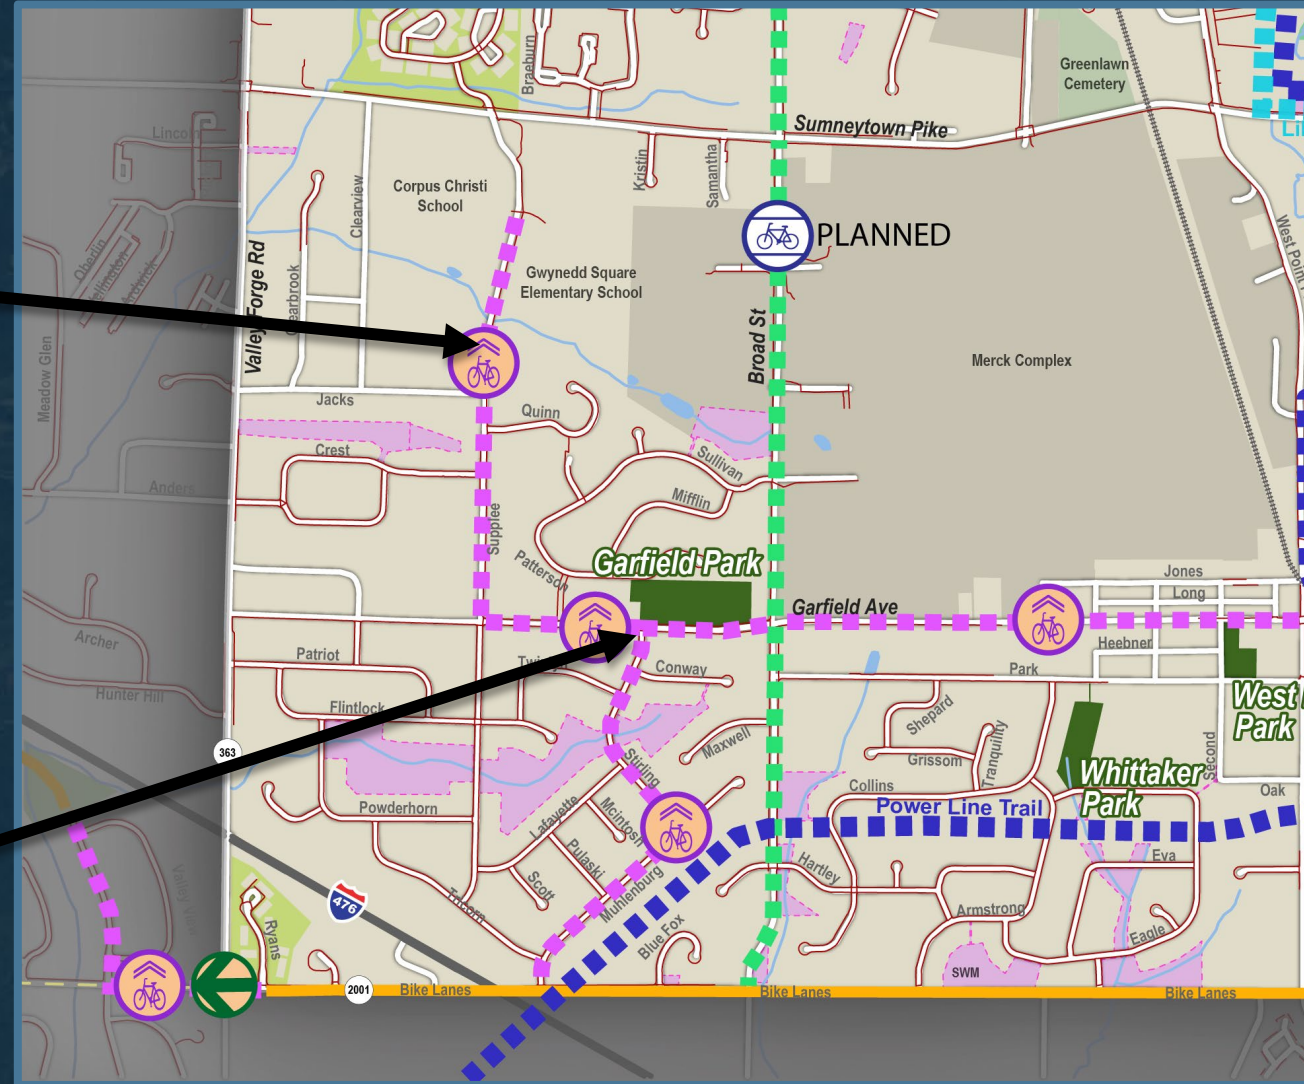 Braeburn
Greenlawn
Cemetery
Sumneytown Pike
Lincoln
Kristin
Samantha
Clearview
Corpus Christi
School
PLANNED
West Point
Oberlin
Ardwick
Valley Forge Rd
Gwynedd Square
Elementary School
Meadow Glen
Broad St
Merck Complex
Jacks
Quinn
Crest
Sullivan
Anders
Mifflin
Supplee
Patterson
Garfield Park
Jones
Long
Garfield Ave
Archer
Heebner
Patriot
Conway
Park
Hunter Hill
West
Park
Flintlock
Shepard
Maxwell
Tranquility
Second
363
Grissom
Stirling
Whittaker
Park
Collins
Oak
Powderhorn
Lafayette
McIntosh
Power Line Trail
Pulaski
Eva
Hartley
Scott
Muhlenburg
Valley View
476
Tricorn
Armstrong
Blue Fox
Ryans
Eagle
SWM
2001
Bike Lanes
Bike Lanes
Bike Lanes